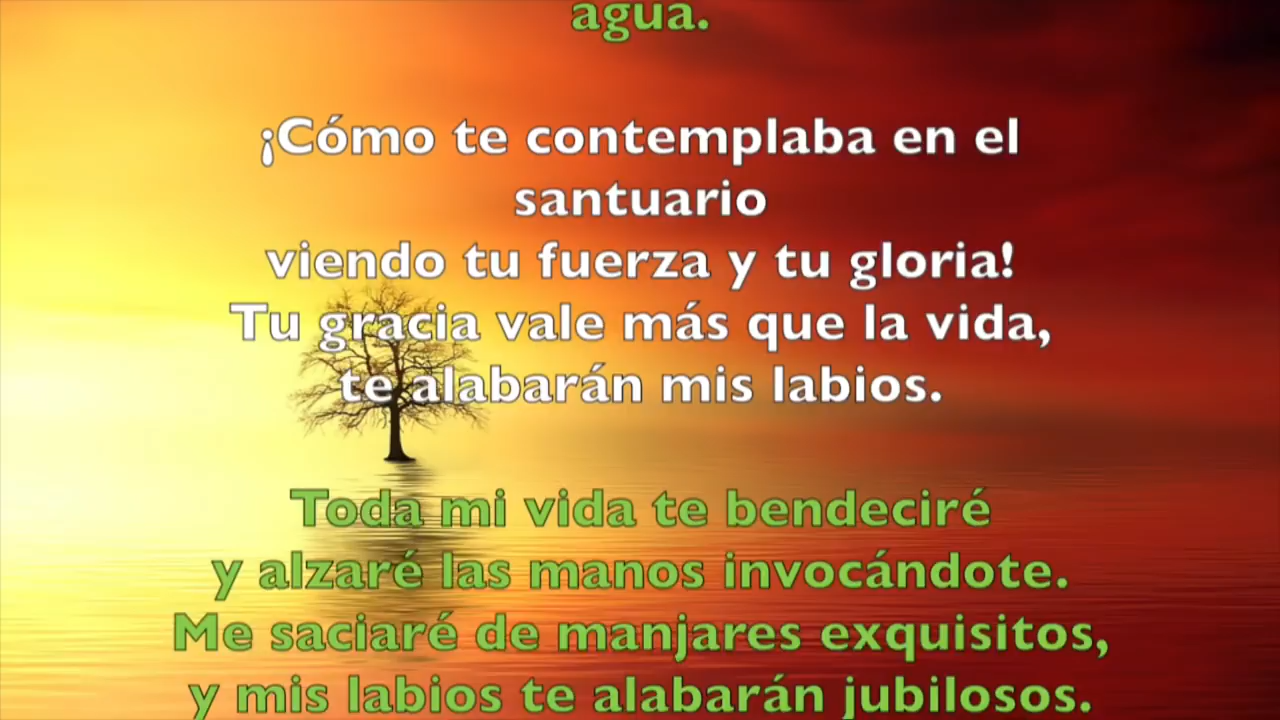 agua.
¡Cómo te contemplaba en el
santuario
viendo tu fuerza y tu gloria!
Tu gracia vale más que la vida,
te alabarán mis labios.
Toda mi vida te bendeciré
y alzaré las manos invocándote.
Me saciaré de manjares exquisitos,
y mis labios te alabarán jubilosos.